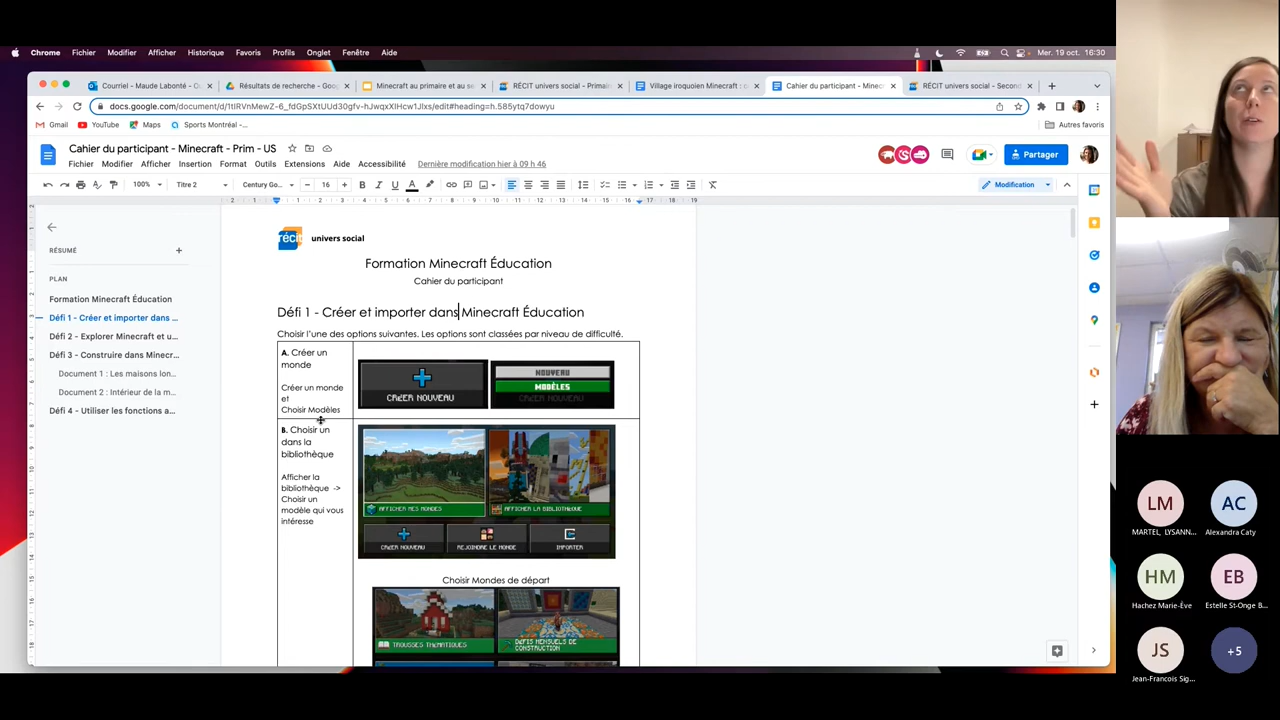 Chrome Fichier Modifier Afficher Historique Favoris Profils Onglet Fenêtre Aide
Mer. 19 oct. 16:30
Courriel - Maude Labonté - Ou
Résultats de recherche - Goog
Minecraft au primaire et au se
RÉCIT univers social - Primai
Village iroquoien Minecraft : c
Cahier du participant - Minec
RÉCIT univers social - Second
docs.google.com/document/d/1tlRVnMewZ-6_fdGpSXtUUd30gfv-hJwqxXlHcw1Jlxs/edit#heading=h.585ytq7dowyu
Gmail YouTube Maps Sports Montréal -... Autres favoris
Cahier du participant - Minecraft - Prim - US
Fichier Modifier Afficher Insertion Format Outils Extensions Aide Accessibilité Dernière modification hier à 09 h 46
Partager
100% Titre 2 Century Go... 16 Modification
RÉSUMÉ
PLAN
Formation Minecraft Éducation
Défi 1 - Créer et importer dans ...
Défi 2 - Explorer Minecraft et u...
Défi 3 - Construire dans Minecr...
Document 1 : Les maisons lon...
Document 2 : Intérieur de la m...
Défi 4 - Utiliser les fonctions a...
récit univers social
Formation Minecraft Éducation
Cahier du participant
Défi 1 - Créer et importer dans Minecraft Éducation
Choisir l'une des options suivantes. Les options sont classées par niveau de difficulté.
A. Créer un
monde
Créer un monde
et
Choisir Modèles
CRÉER NOUVEAU
NOUVEAU
MODÈLES
CRÉER NOUVEAU
B. Choisir un
dans la
bibliothèque
Afficher la
bibliothèque ->
Choisir un
modèle qui vous
intéresse
AFFICHER MES MONDES
AFFICHER LA BIBLIOTHÈQUE
CRÉER NOUVEAU
REJOINDRE LE MONDE
IMPORTER
Choisir Mondes de départ
TROUSSES THÉMATIQUES
DÉFIS MENSUELS DE
CONSTRUCTION
LM
MARTEL, LYSANN...
AC
Alexandra Caty
HM
Hachez Marie-Ève
EB
Estelle St-Onge B...
JS
Jean-Francois Sig...
+5